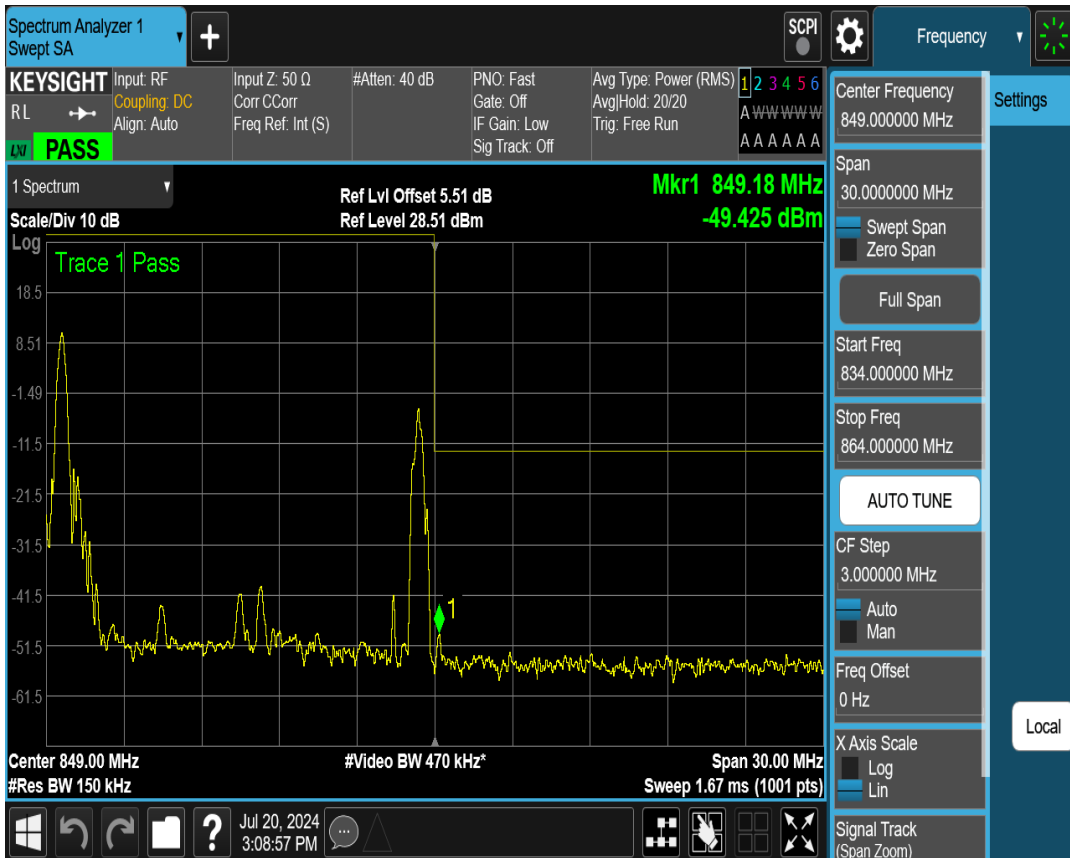 Spectrum Analyzer 1
Swept SA
+
SCPI
Frequency
KEYSIGHT
R L
LXI PASS
Input: RF
Coupling: DC
Align: Auto
Input Z: 50 Ω
Corr CCorr
Freq Ref: Int (S)
#Atten: 40 dB
PNO: Fast
Gate: Off
IF Gain: Low
Sig Track: Off
Avg Type: Power (RMS)
Avg|Hold: 20/20
Trig: Free Run
1 2 3 4 5 6
A W W W W W
A A A A A A
1 Spectrum
Scale/Div 10 dB
Ref Lvl Offset 5.51 dB
Ref Level 28.51 dBm
Mkr1 849.18 MHz
-49.425 dBm
Log
Trace 1 Pass
18.5
8.51
-1.49
-11.5
-21.5
-31.5
-41.5
-51.5
-61.5
1
Center 849.00 MHz
#Video BW 470 kHz*
Span 30.00 MHz
#Res BW 150 kHz
Sweep 1.67 ms (1001 pts)
?
Jul 20, 2024
3:08:57 PM
Center Frequency
849.000000 MHz
Span
30.0000000 MHz
Swept Span
Zero Span
Full Span
Start Freq
834.000000 MHz
Stop Freq
864.000000 MHz
AUTO TUNE
CF Step
3.000000 MHz
Auto
Man
Freq Offset
0 Hz
X Axis Scale
Log
Lin
Signal Track
(Span Zoom)
Settings
Local